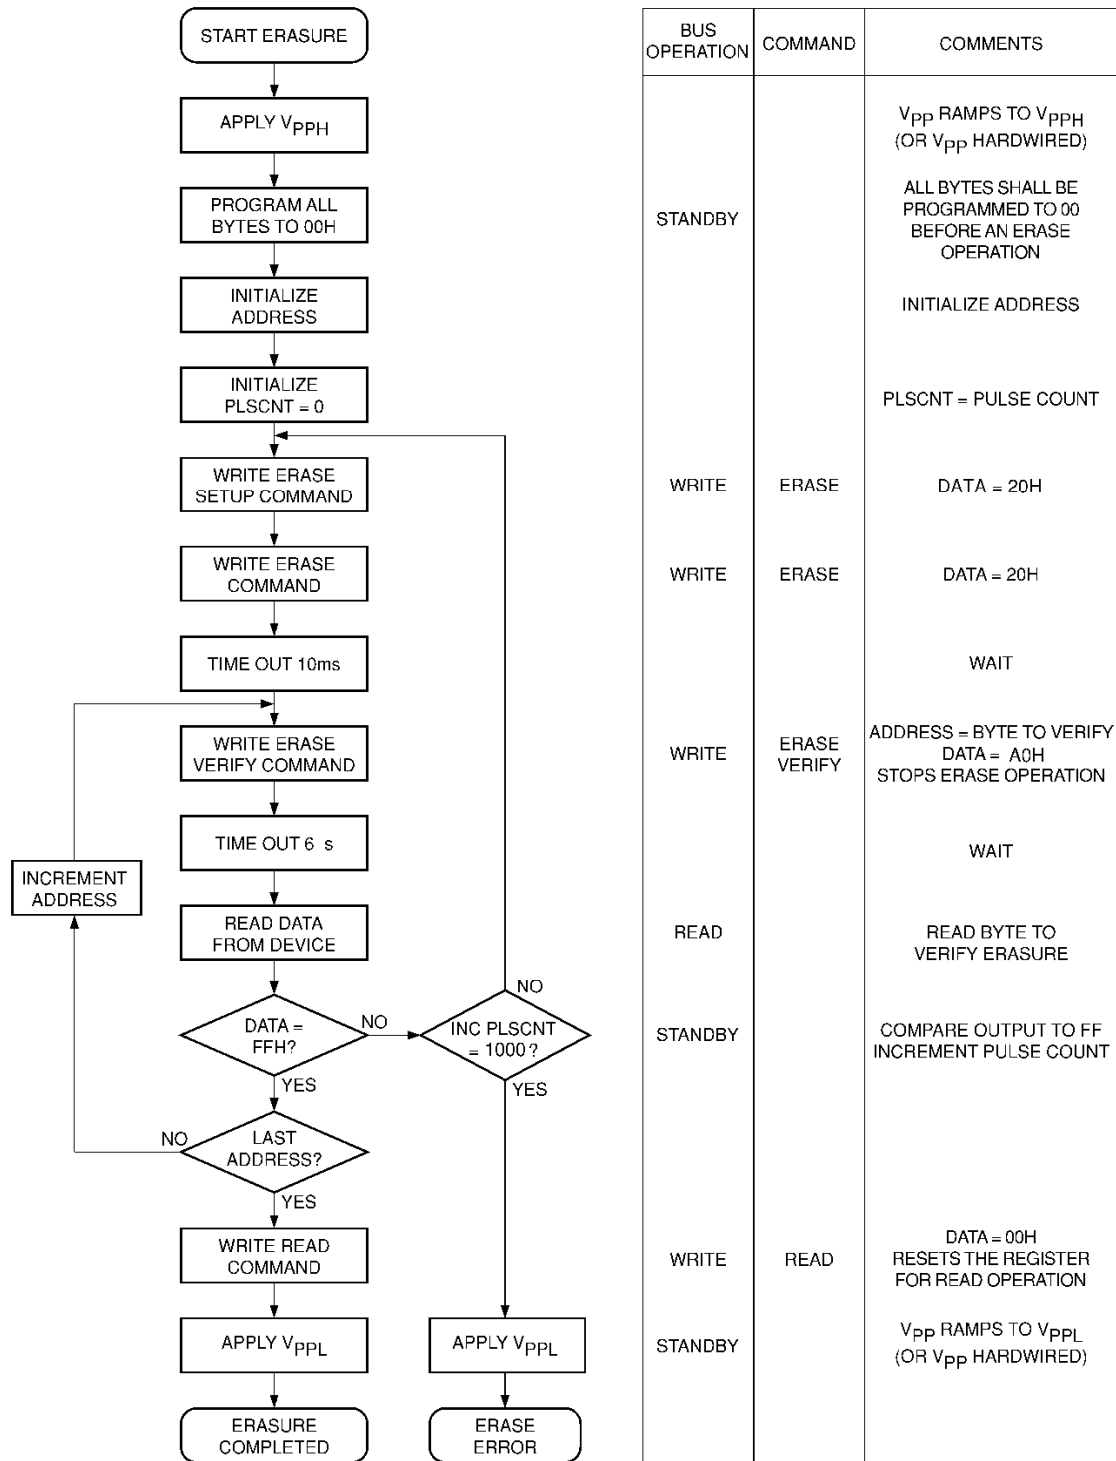 START ERASURE
APPLY VPPH
PROGRAM ALL
BYTES TO 00H
INITIALIZE
ADDRESS
INITIALIZE
PLSCNT = 0
WRITE ERASE
SETUP COMMAND
WRITE ERASE
COMMAND
TIME OUT 10ms
WRITE ERASE
VERIFY COMMAND
TIME OUT 6 s
INCREMENT
ADDRESS
READ DATA
FROM DEVICE
DATA =
FFH?
NO
YES
INC PLSCNT
= 1000 ?
NO
YES
LAST
ADDRESS?
NO
YES
WRITE READ
COMMAND
APPLY VPPL
APPLY VPPL
ERASURE
COMPLETED
ERASE
ERROR
BUS
OPERATION
COMMAND
COMMENTS
VPP RAMPS TO VPPH
(OR VPP HARDWIRED)
STANDBY
ALL BYTES SHALL BE
PROGRAMMED TO 00
BEFORE AN ERASE
OPERATION
INITIALIZE ADDRESS
PLSCNT = PULSE COUNT
WRITE
ERASE
DATA = 20H
WRITE
ERASE
DATA = 20H
WAIT
WRITE
ERASE
VERIFY
ADDRESS = BYTE TO VERIFY
DATA = A0H
STOPS ERASE OPERATION
WAIT
READ
READ BYTE TO
VERIFY ERASURE
STANDBY
COMPARE OUTPUT TO FF
INCREMENT PULSE COUNT
WRITE
READ
DATA = 00H
RESETS THE REGISTER
FOR READ OPERATION
STANDBY
VPP RAMPS TO VPPL
(OR VPP HARDWIRED)